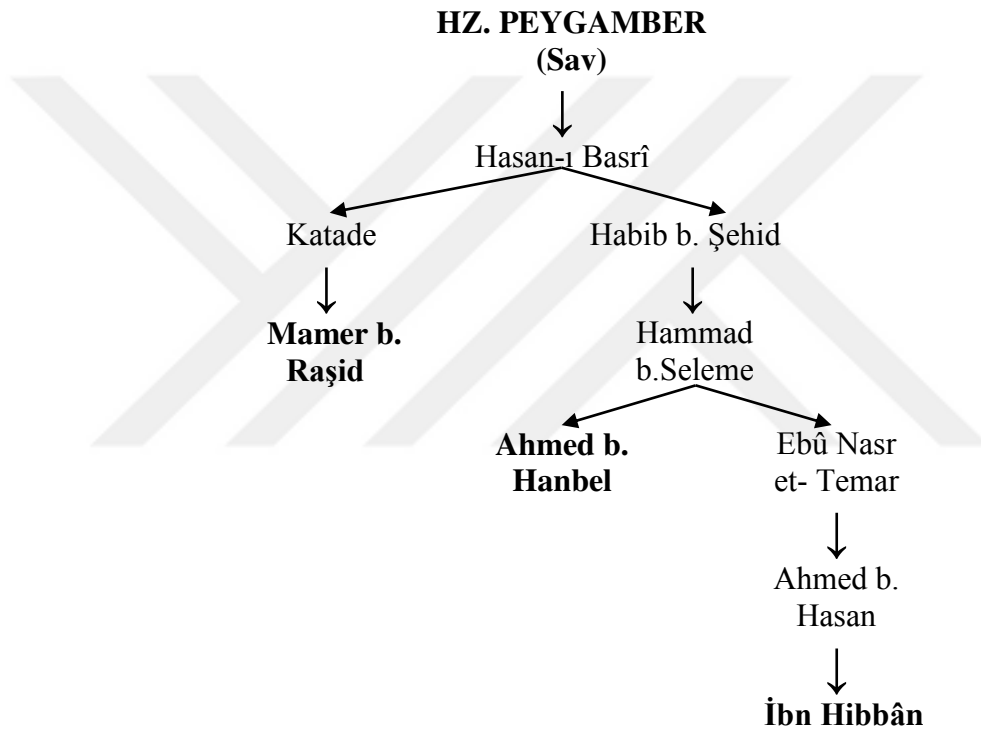 HZ. PEYGAMBER
(Sav)
Hasan-ı Basrî
Katade
Habib b. Şehid
Mamer b.
Raşid
Hammad
b.Seleme
Ahmed b.
Hanbel
Ebû Nasr
et- Temar
Ahmed b.
Hasan
İbn Hibbân